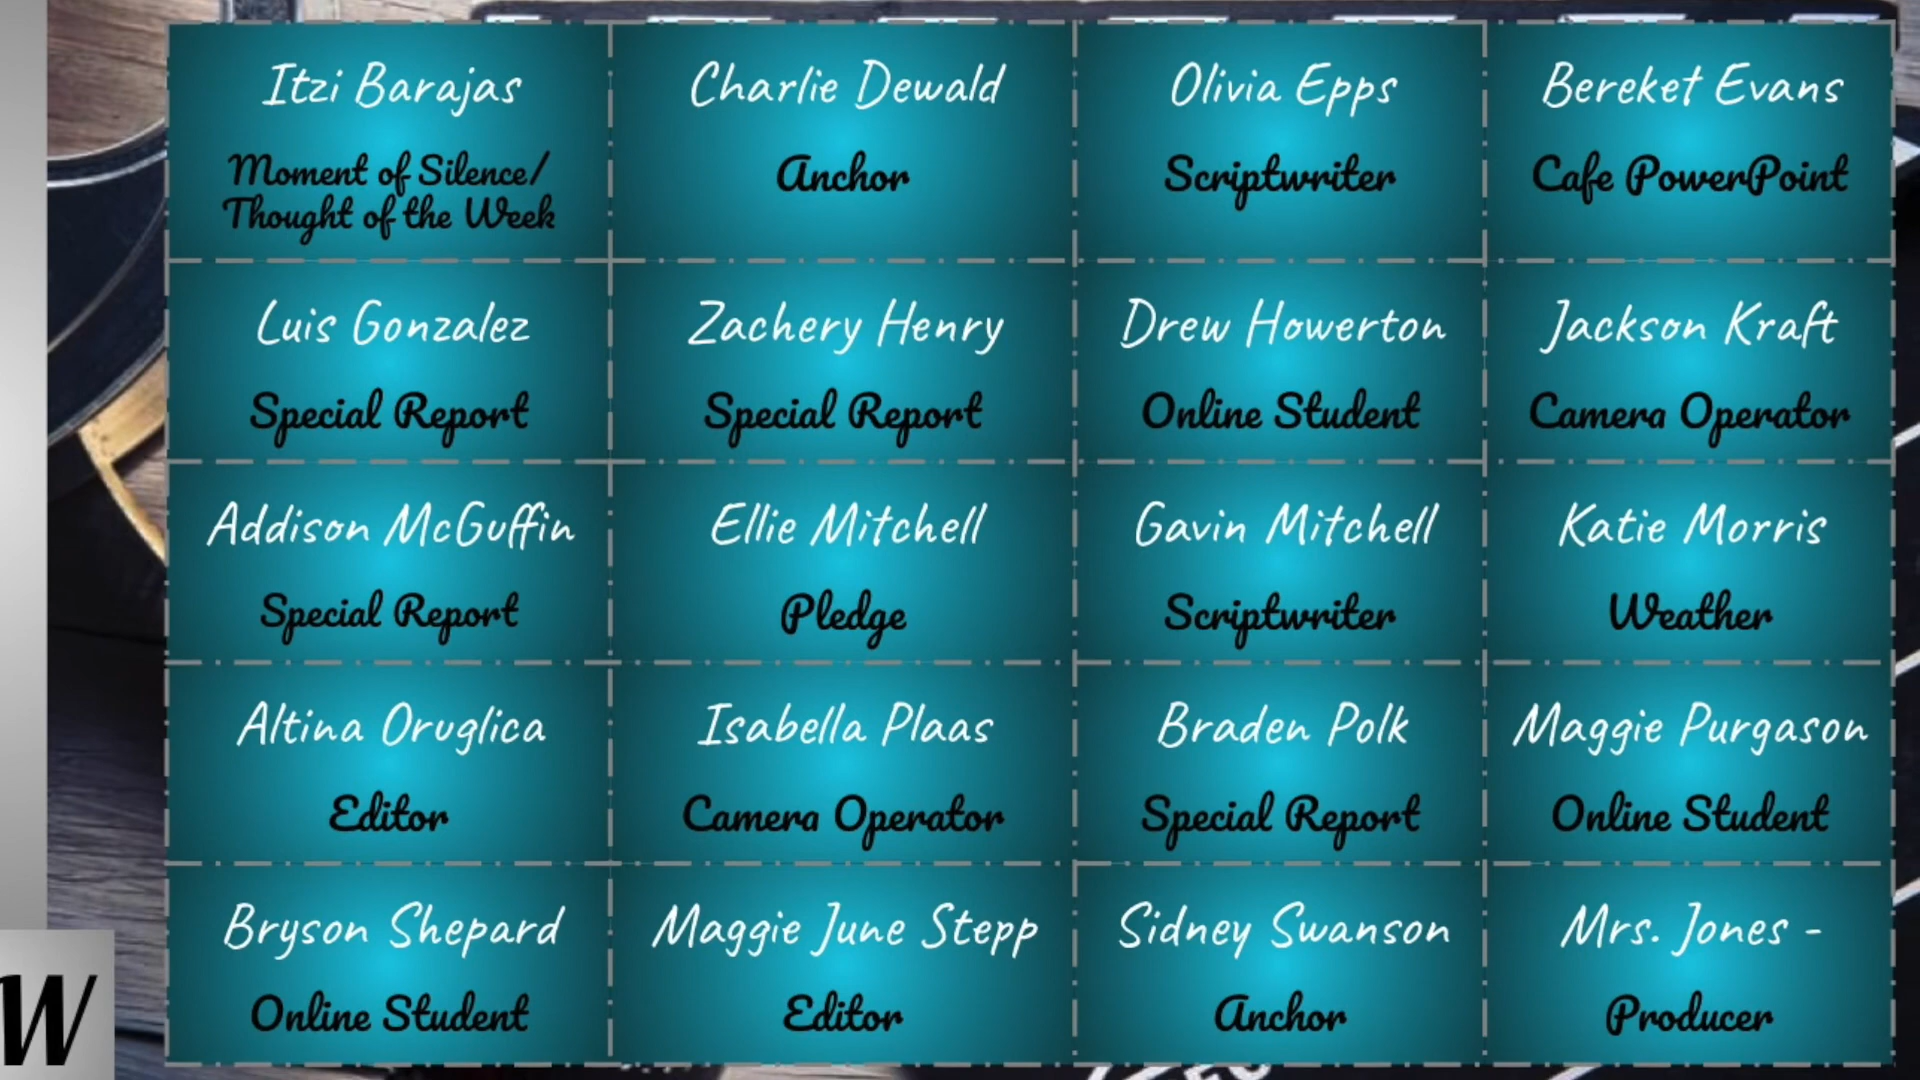 Itzi Barajas
Moment of Silence/
Thought of the Week
Charlie Dewald
Anchor
Olivia Epps
Scriptwriter
Bereket Evans
Cafe PowerPoint
Luis Gonzalez
Special Report
Zachery Henry
Special Report
Drew Howerton
Online Student
Jackson Kraft
Camera Operator
Addison McGuffin
Special Report
Ellie Mitchell
Pledge
Gavin Mitchell
Scriptwriter
Katie Morris
Weather
Altina Oruglica
Editor
Isabella Plaas
Camera Operator
Braden Polk
Special Report
Maggie Purgason
Online Student
Bryson Shepard
Online Student
Maggie June Stepp
Editor
Sidney Swanson
Anchor
Mrs. Jones -
Producer
W